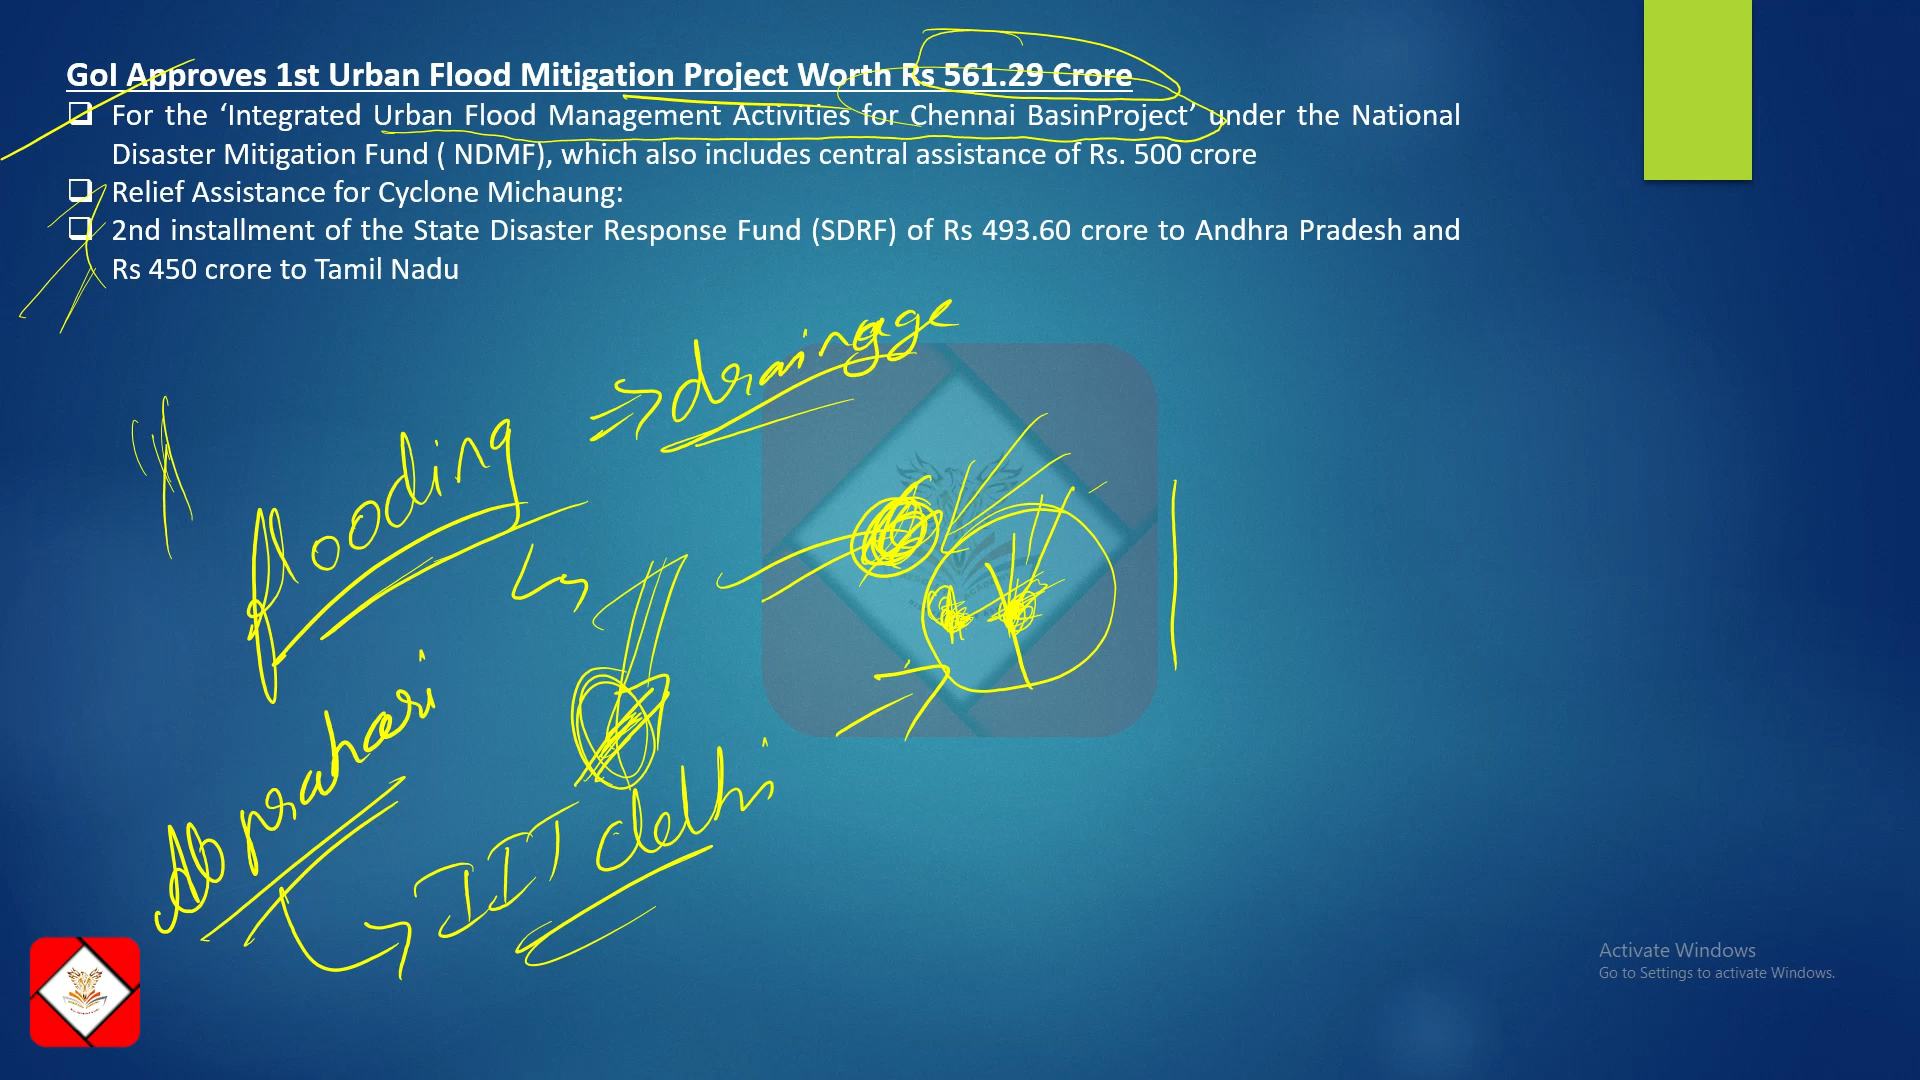 GoI Approves 1st Urban Flood Mitigation Project Worth Rs 561.29 Crore
For the ‘Integrated Urban Flood Management Activities for Chennai BasinProject’ under the National
Disaster Mitigation Fund ( NDMF), which also includes central assistance of Rs. 500 crore
Relief Assistance for Cyclone Michaung:
2nd installment of the State Disaster Response Fund (SDRF) of Rs 493.60 crore to Andhra Pradesh and
Rs 450 crore to Tamil Nadu
drainage
flooding
Ab prahari
IIT delhi
Activate Windows
Go to Settings to activate Windows.